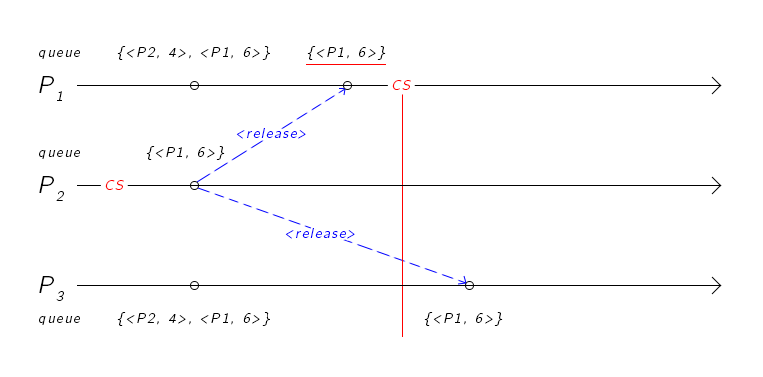 queue {<P2, 4>, <P1, 6>} {<P1, 6>}
P1 CS
<release>
queue {<P1, 6>}
P2 CS
<release>
P3
queue {<P2, 4>, <P1, 6>} {<P1, 6>}